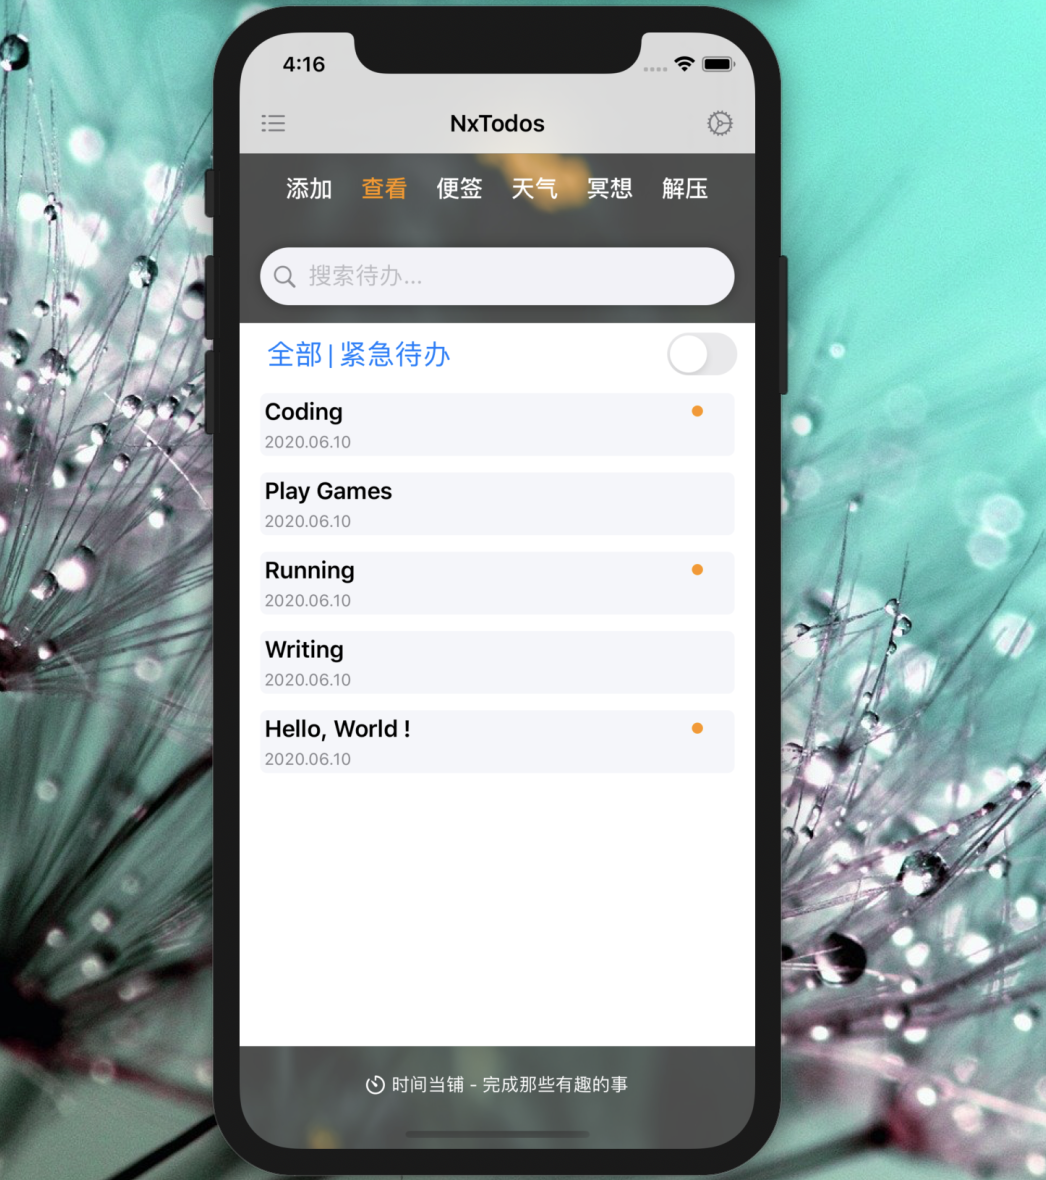 4:16
NxTodos
添加 查看 便签 天气 冥想 解压
搜索待办...
全部 | 紧急待办
Coding
2020.06.10
Play Games
2020.06.10
Running
2020.06.10
Writing
2020.06.10
Hello, World !
2020.06.10
时间当铺 - 完成那些有趣的事